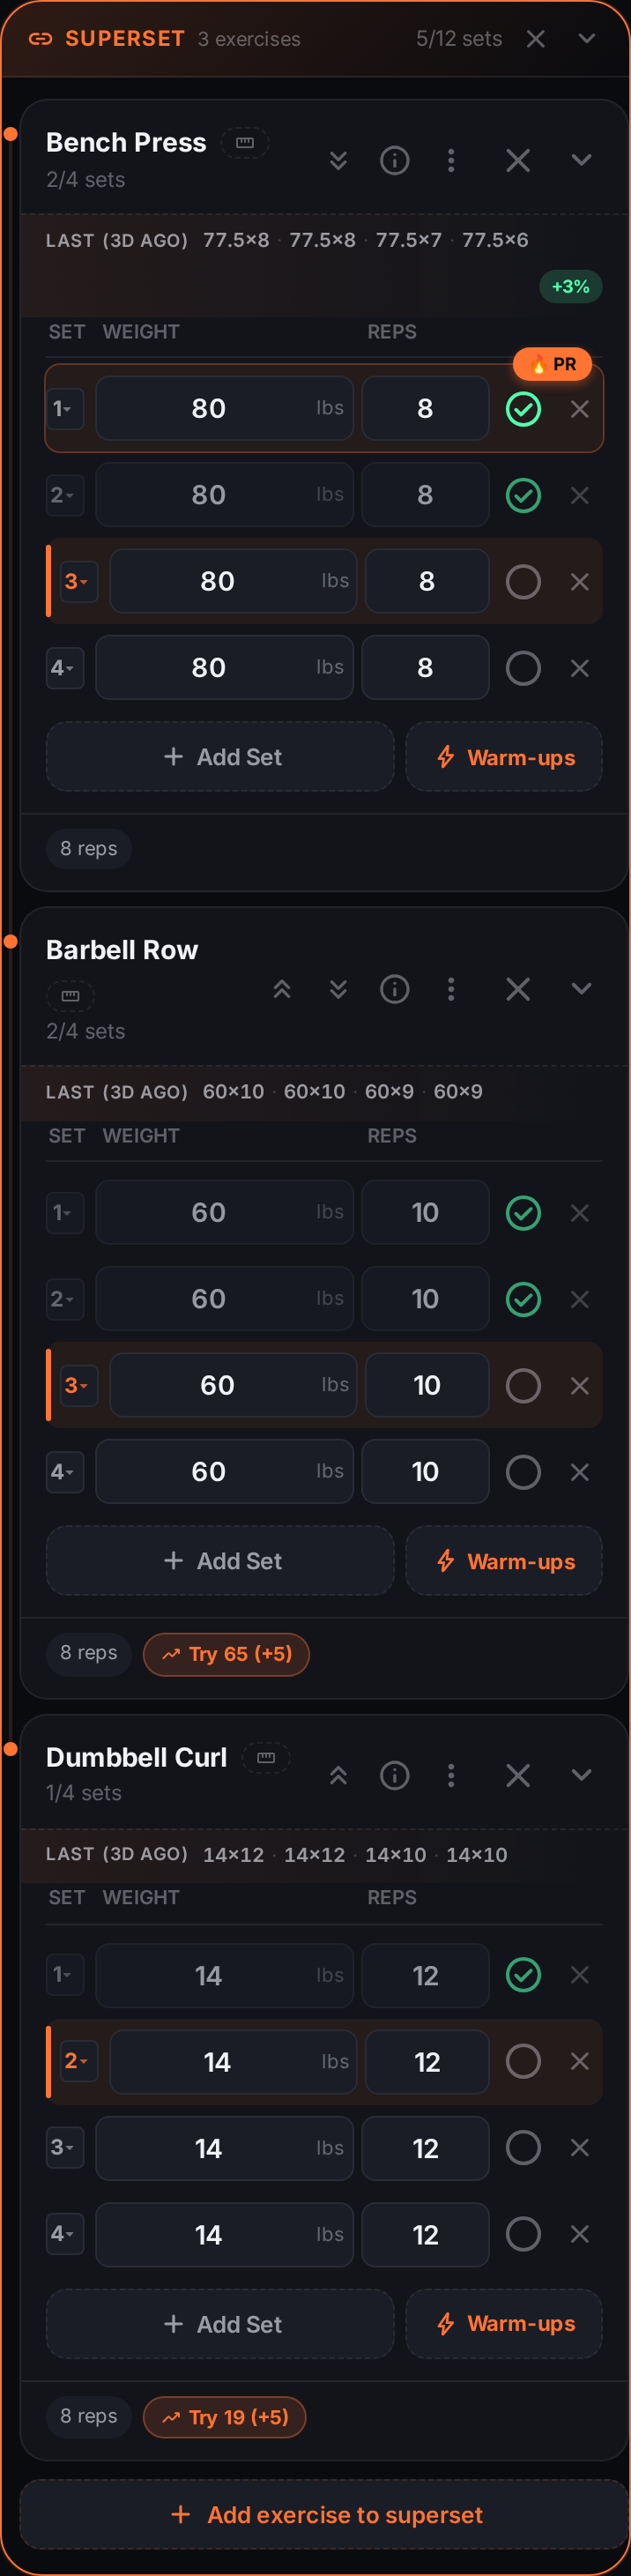 SUPERSET 3 exercises 5/12 sets
Bench Press
2/4 sets
LAST (3D AGO) 77.5×8 · 77.5×8 · 77.5×7 · 77.5×6
+3%
SET WEIGHT REPS
🔥 PR
1 80 lbs 8
2 80 lbs 8
3 80 lbs 8
4 80 lbs 8
+ Add Set Warm-ups
8 reps
Barbell Row
2/4 sets
LAST (3D AGO) 60×10 · 60×10 · 60×9 · 60×9
SET WEIGHT REPS
1 60 lbs 10
2 60 lbs 10
3 60 lbs 10
4 60 lbs 10
+ Add Set Warm-ups
8 reps Try 65 (+5)
Dumbbell Curl
1/4 sets
LAST (3D AGO) 14×12 · 14×12 · 14×10 · 14×10
SET WEIGHT REPS
1 14 lbs 12
2 14 lbs 12
3 14 lbs 12
4 14 lbs 12
+ Add Set Warm-ups
8 reps Try 19 (+5)
+ Add exercise to superset